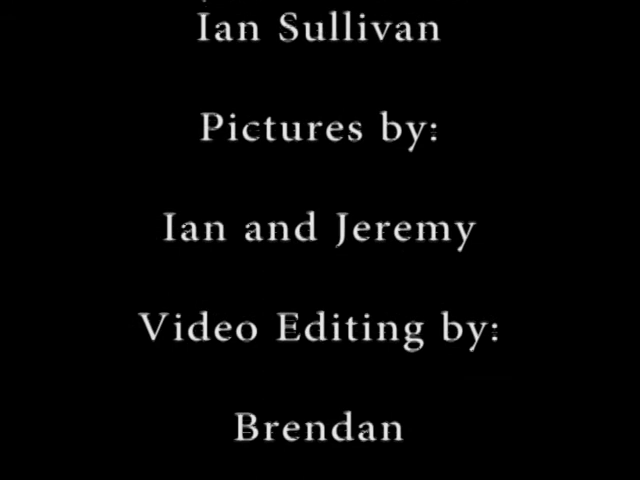 Ian Sullivan
Pictures by:
Ian and Jeremy
Video Editing by:
Brendan